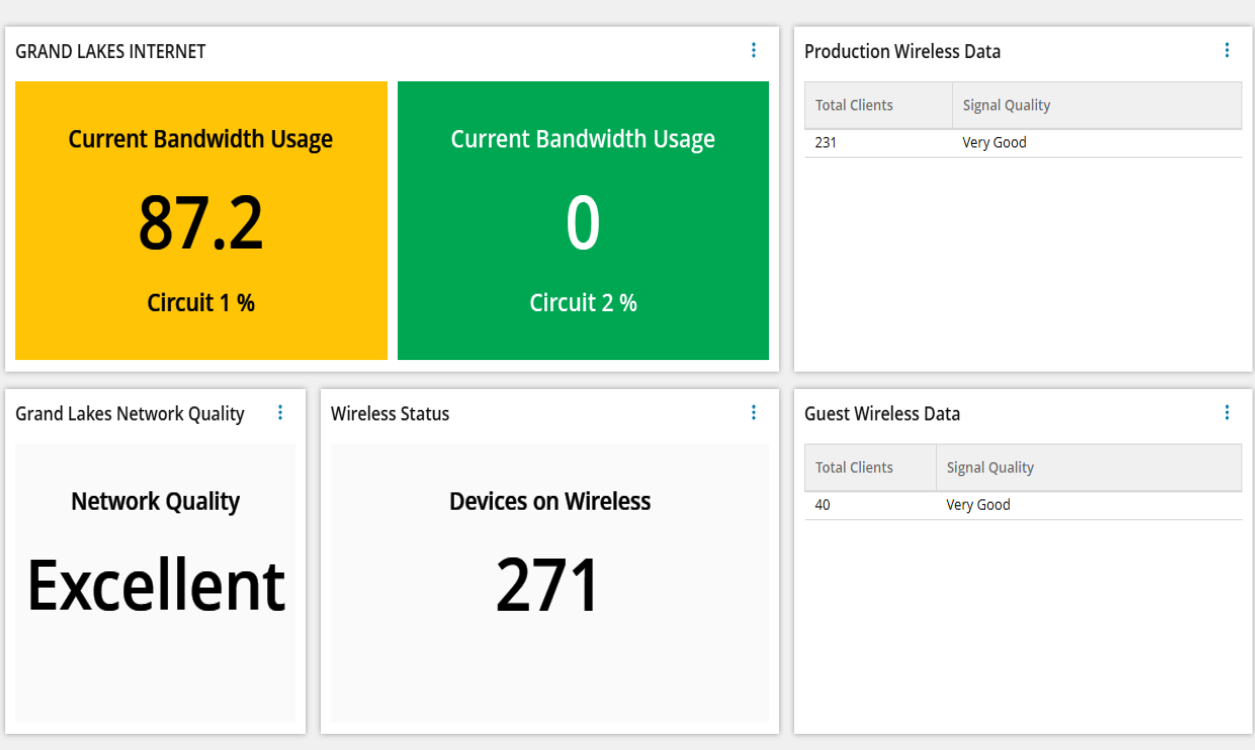 GRAND LAKES INTERNET
Current Bandwidth Usage
87.2
Circuit 1 %
Current Bandwidth Usage
0
Circuit 2 %
Production Wireless Data
Total Clients Signal Quality
231 Very Good
Grand Lakes Network Quality
Network Quality
Excellent
Wireless Status
Devices on Wireless
271
Guest Wireless Data
Total Clients Signal Quality
40 Very Good